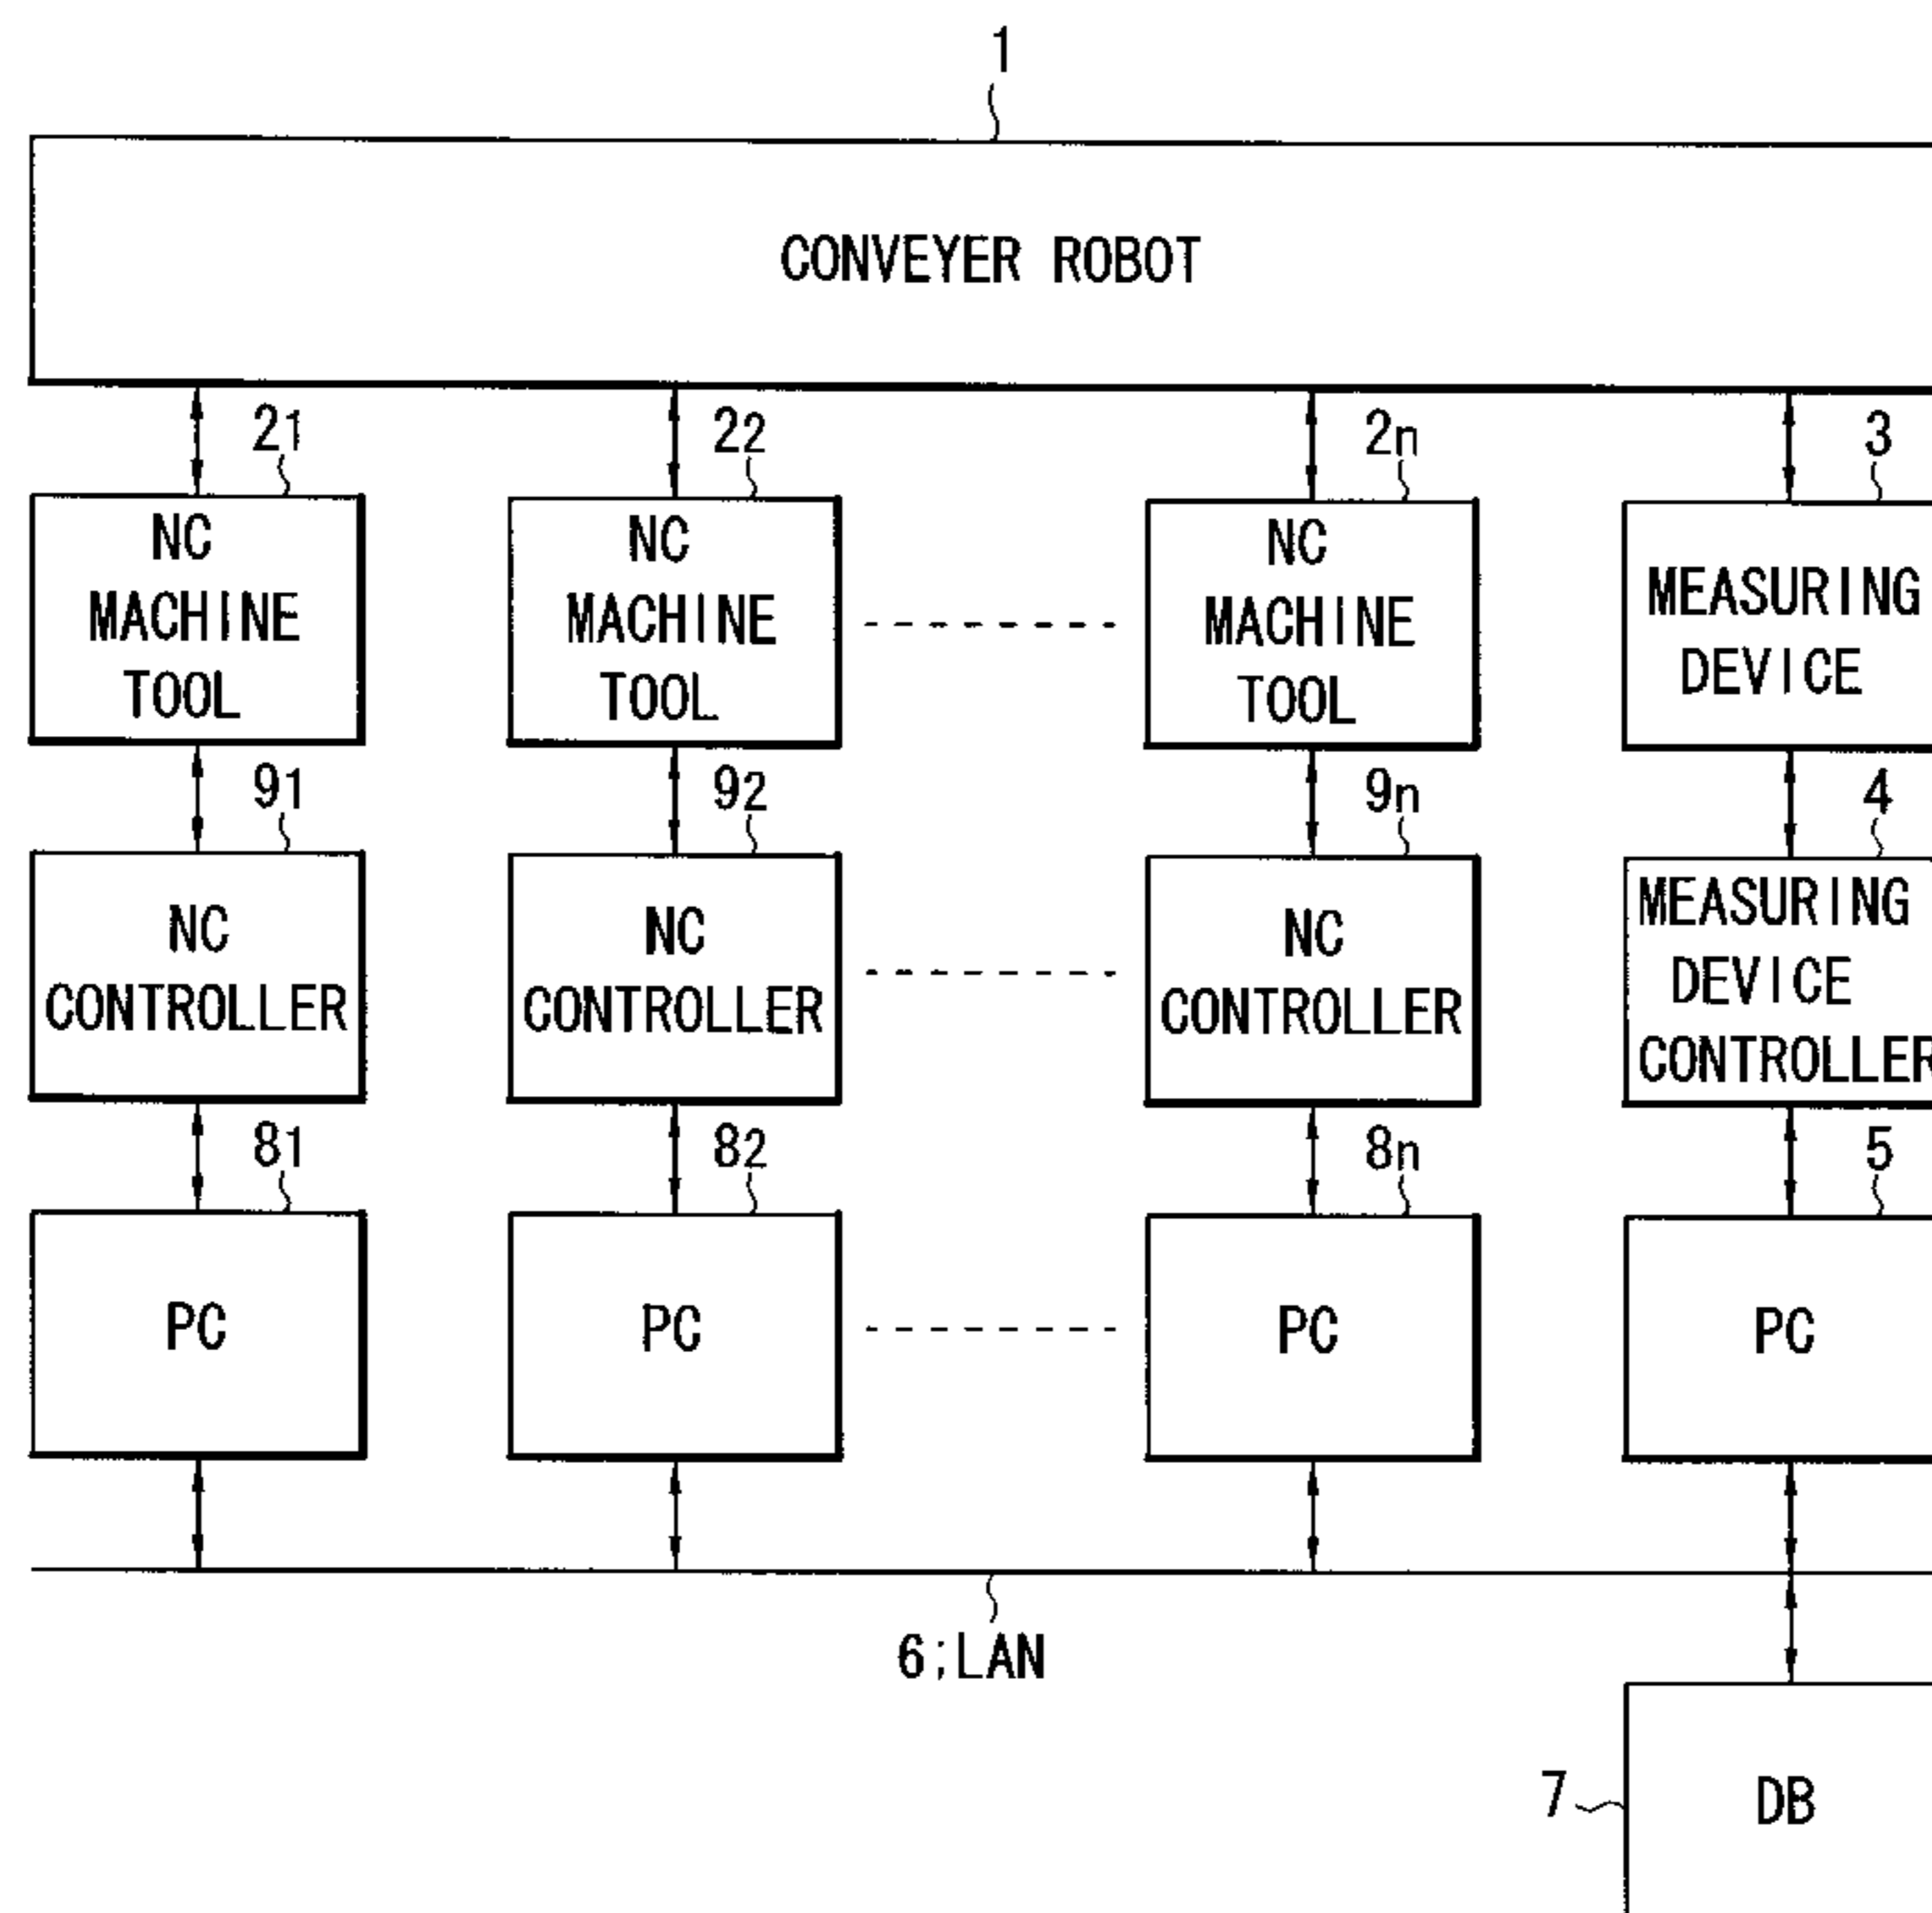 1
CONVEYER ROBOT
21
22
2n
3
NC
MACHINE
TOOL
NC
MACHINE
TOOL
NC
MACHINE
TOOL
MEASURING
DEVICE
91
92
9n
4
NC
CONTROLLER
NC
CONTROLLER
NC
CONTROLLER
MEASURING
DEVICE
CONTROLLER
81
82
8n
5
PC
PC
PC
PC
6;LAN
7
DB